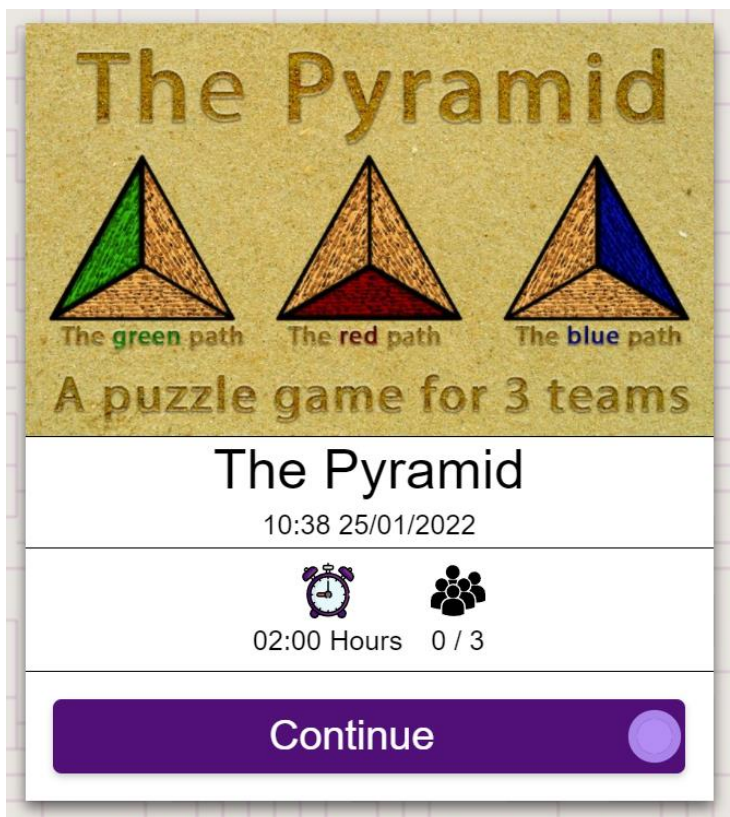 The Pyramid
The green path The red path The blue path
A puzzle game for 3 teams
The Pyramid
10:38 25/01/2022
02:00 Hours 0 / 3
Continue